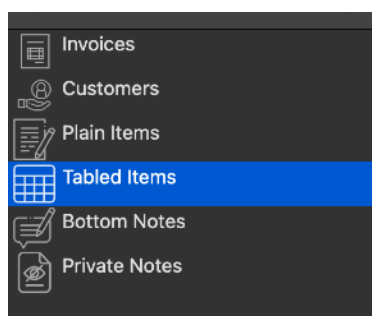 Invoices
Customers
Plain Items
Tabled Items
Bottom Notes
Private Notes